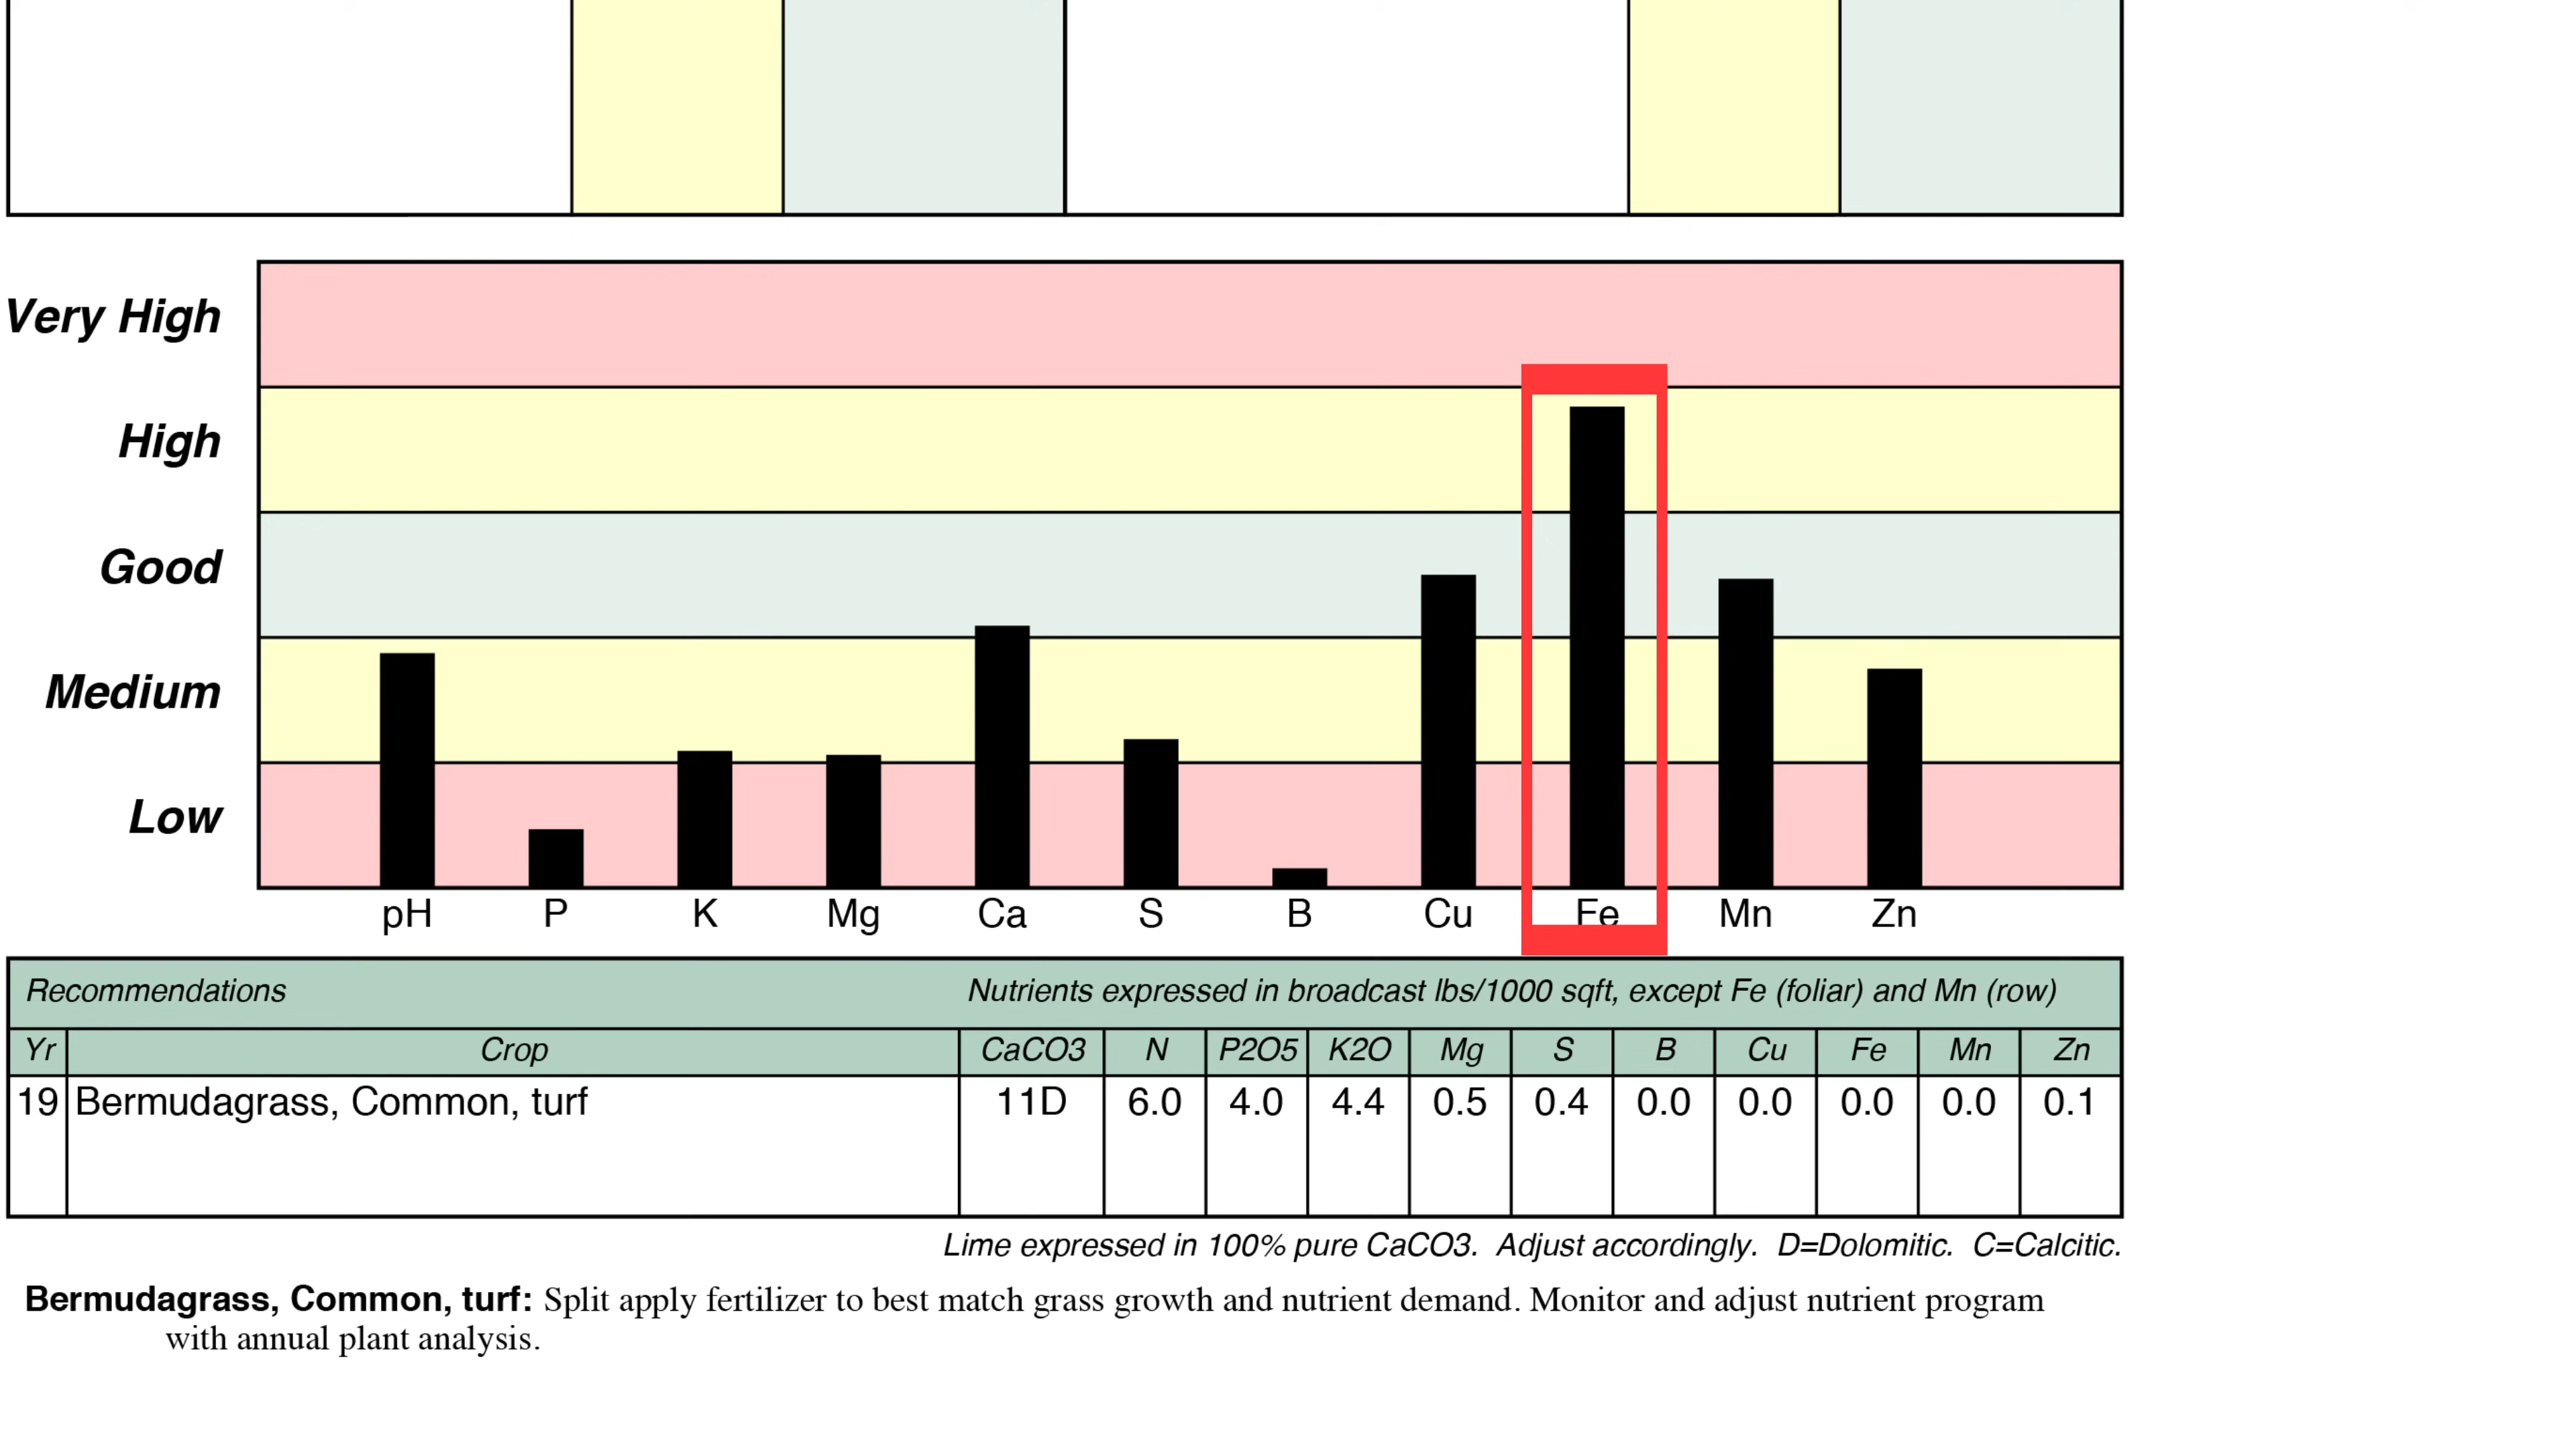 Very High
High
Good
Medium
Low
pH P K Mg Ca S B Cu Fe Mn Zn
Recommendations Nutrients expressed in broadcast lbs/1000 sqft, except Fe (foliar) and Mn (row)
Yr Crop CaCO3 N P2O5 K2O Mg S B Cu Fe Mn Zn
19 Bermudagrass, Common, turf 11D 6.0 4.0 4.4 0.5 0.4 0.0 0.0 0.0 0.0 0.1
Lime expressed in 100% pure CaCO3. Adjust accordingly. D=Dolomitic. C=Calcitic.
Bermudagrass, Common, turf: Split apply fertilizer to best match grass growth and nutrient demand. Monitor and adjust nutrient program
with annual plant analysis.